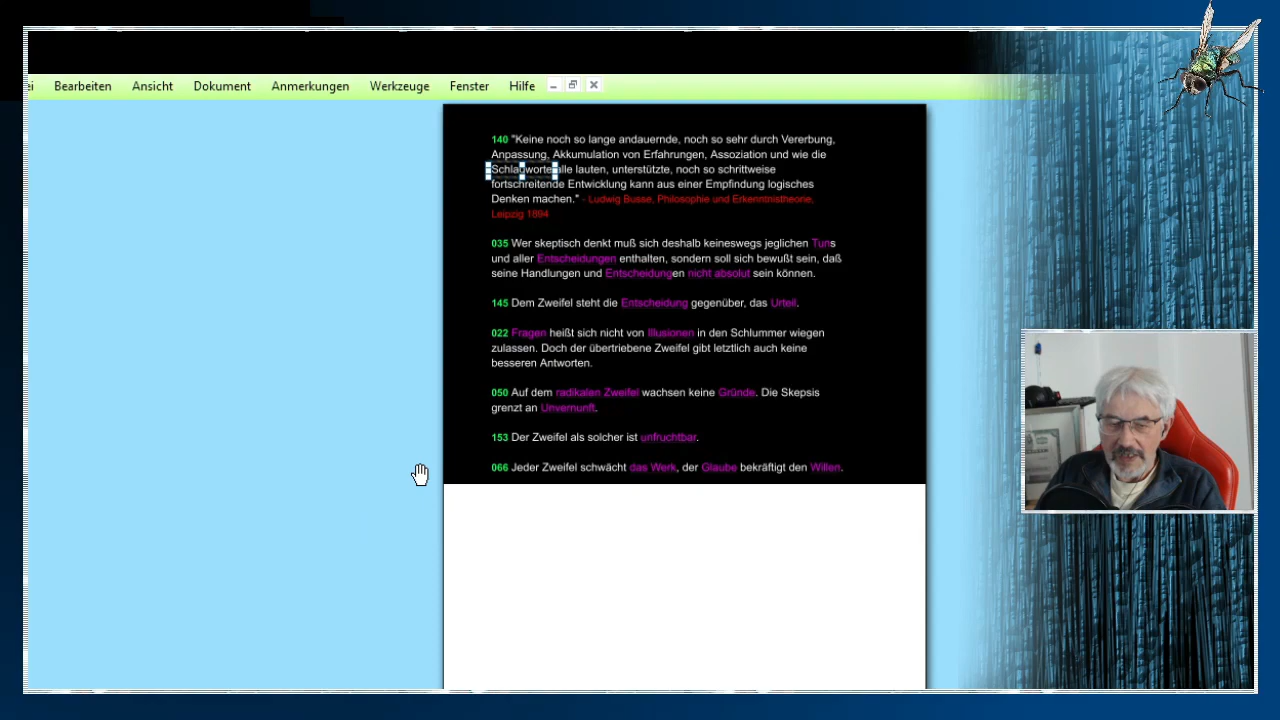 ei Bearbeiten Ansicht Dokument Anmerkungen Werkzeuge Fenster Hilfe
140 "Keine noch so lange andauernde, noch so sehr durch Vererbung,
Anpassung, Akkumulation von Erfahrungen, Assoziation und wie die
Schlagworte alle lauten, unterstützte, noch so schrittweise
fortschreitende Entwicklung kann aus einer Empfindung logisches
Denken machen." - Ludwig Busse, Philosophie und Erkenntnistheorie,
Leipzig 1894
035 Wer skeptisch denkt muß sich deshalb keineswegs jeglichen Tuns
und aller Entscheidungen enthalten, sondern soll sich bewußt sein, daß
seine Handlungen und Entscheidungen nicht absolut sein können.
145 Dem Zweifel steht die Entscheidung gegenüber, das Urteil.
022 Fragen heißt sich nicht von Illusionen in den Schlummer wiegen
zulassen. Doch der übertriebene Zweifel gibt letztlich auch keine
besseren Antworten.
050 Auf dem radikalen Zweifel wachsen keine Gründe. Die Skepsis
grenzt an Unvernunft.
153 Der Zweifel als solcher ist unfruchtbar.
066 Jeder Zweifel schwächt das Werk, der Glaube bekräftigt den Willen.